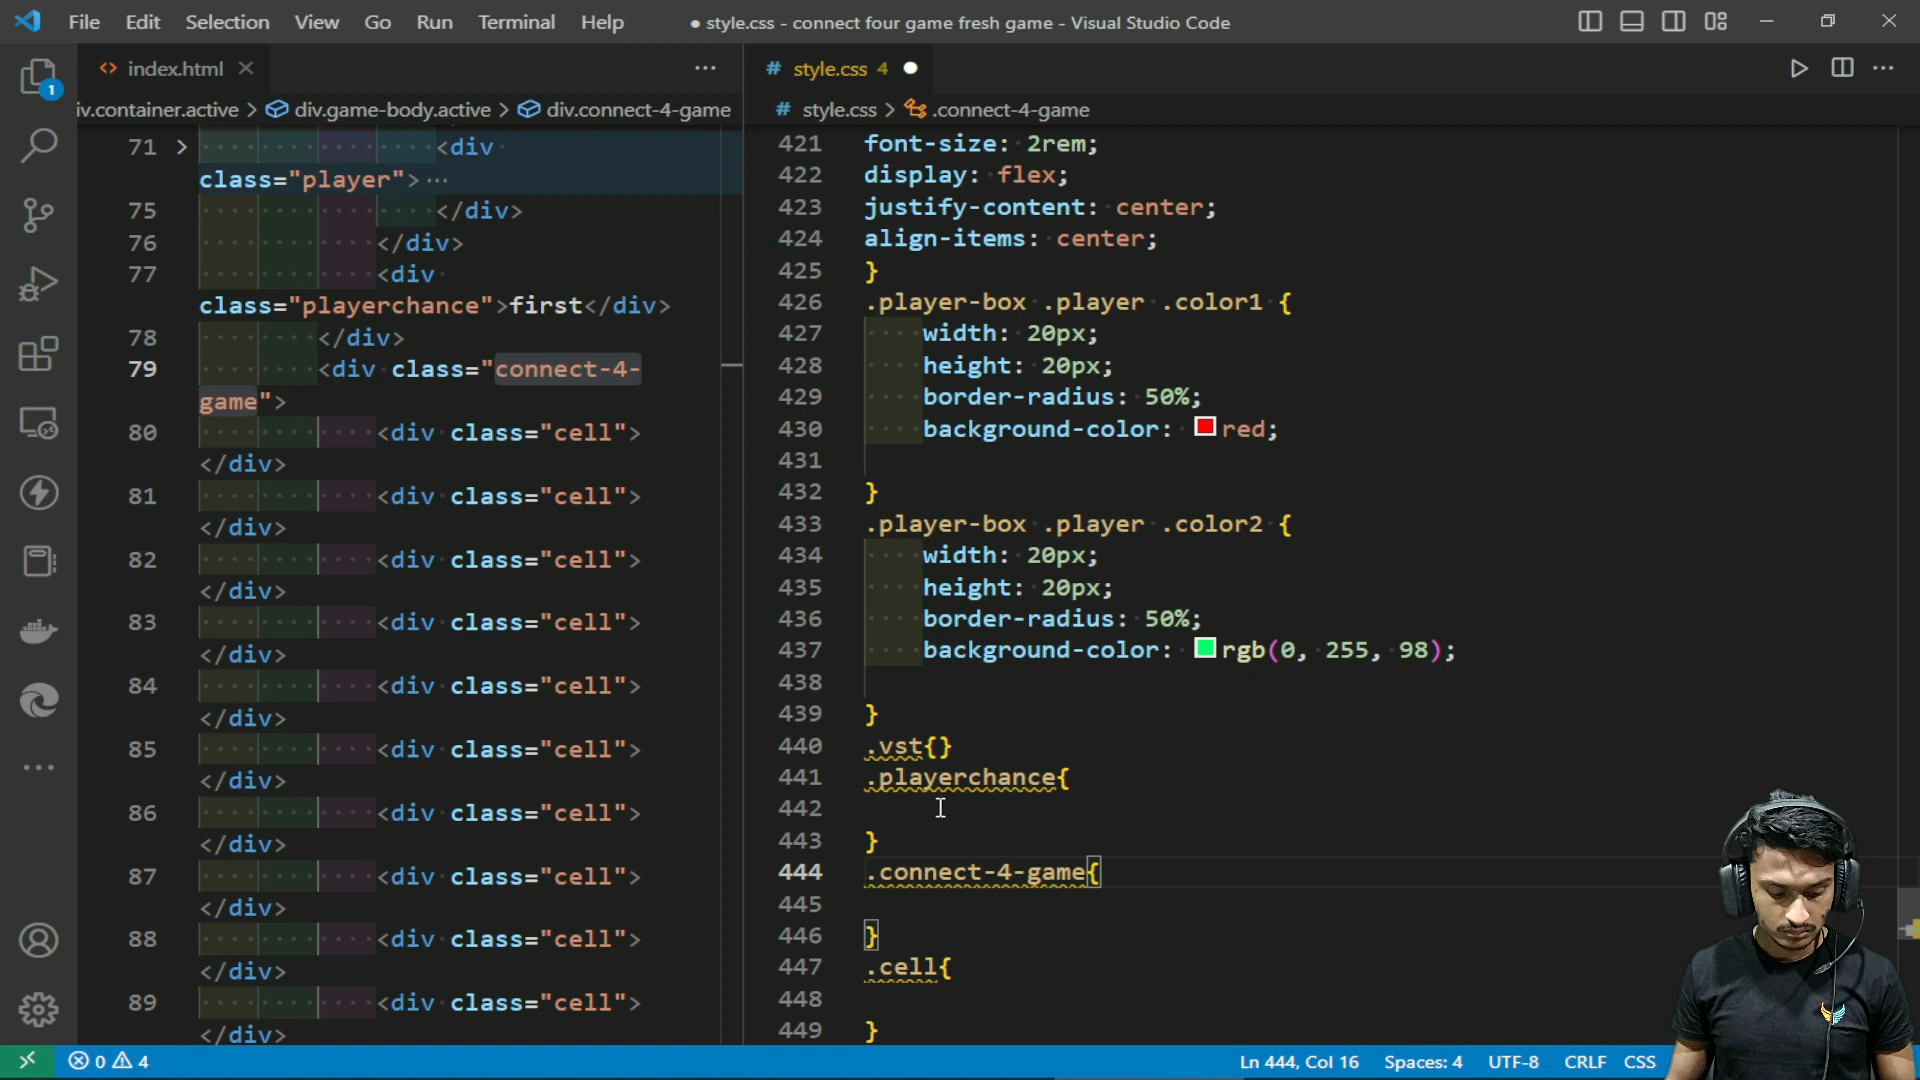 File Edit Selection View Go Run Terminal Help
● style.css - connect four game fresh game - Visual Studio Code
<> index.html ✕ ···
# style.css 4 ●
iv.container.active > div.game-body.active > div.connect-4-game
# style.css > .connect-4-game
1
71 > <div
class="player">···
75 </div>
76 </div>
77 <div
class="playerchance">first</div>
78 </div>
79 <div class="connect-4-
game">
80 <div class="cell">
</div>
81 <div class="cell">
</div>
82 <div class="cell">
</div>
83 <div class="cell">
</div>
84 <div class="cell">
</div>
85 <div class="cell">
</div>
86 <div class="cell">
</div>
87 <div class="cell">
</div>
88 <div class="cell">
</div>
89 <div class="cell">
</div>
421 font-size: 2rem;
422 display: flex;
423 justify-content: center;
424 align-items: center;
425 }
426 .player-box .player .color1 {
427 width: 20px;
428 height: 20px;
429 border-radius: 50%;
430 background-color: red;
431
432 }
433 .player-box .player .color2 {
434 width: 20px;
435 height: 20px;
436 border-radius: 50%;
437 background-color: rgb(0, 255, 98);
438
439 }
440 .vst{}
441 .playerchance{
442
443 }
444 .connect-4-game{
445
446 }
447 .cell{
448
449 }
0 4
Ln 444, Col 16 Spaces: 4 UTF-8 CRLF CSS